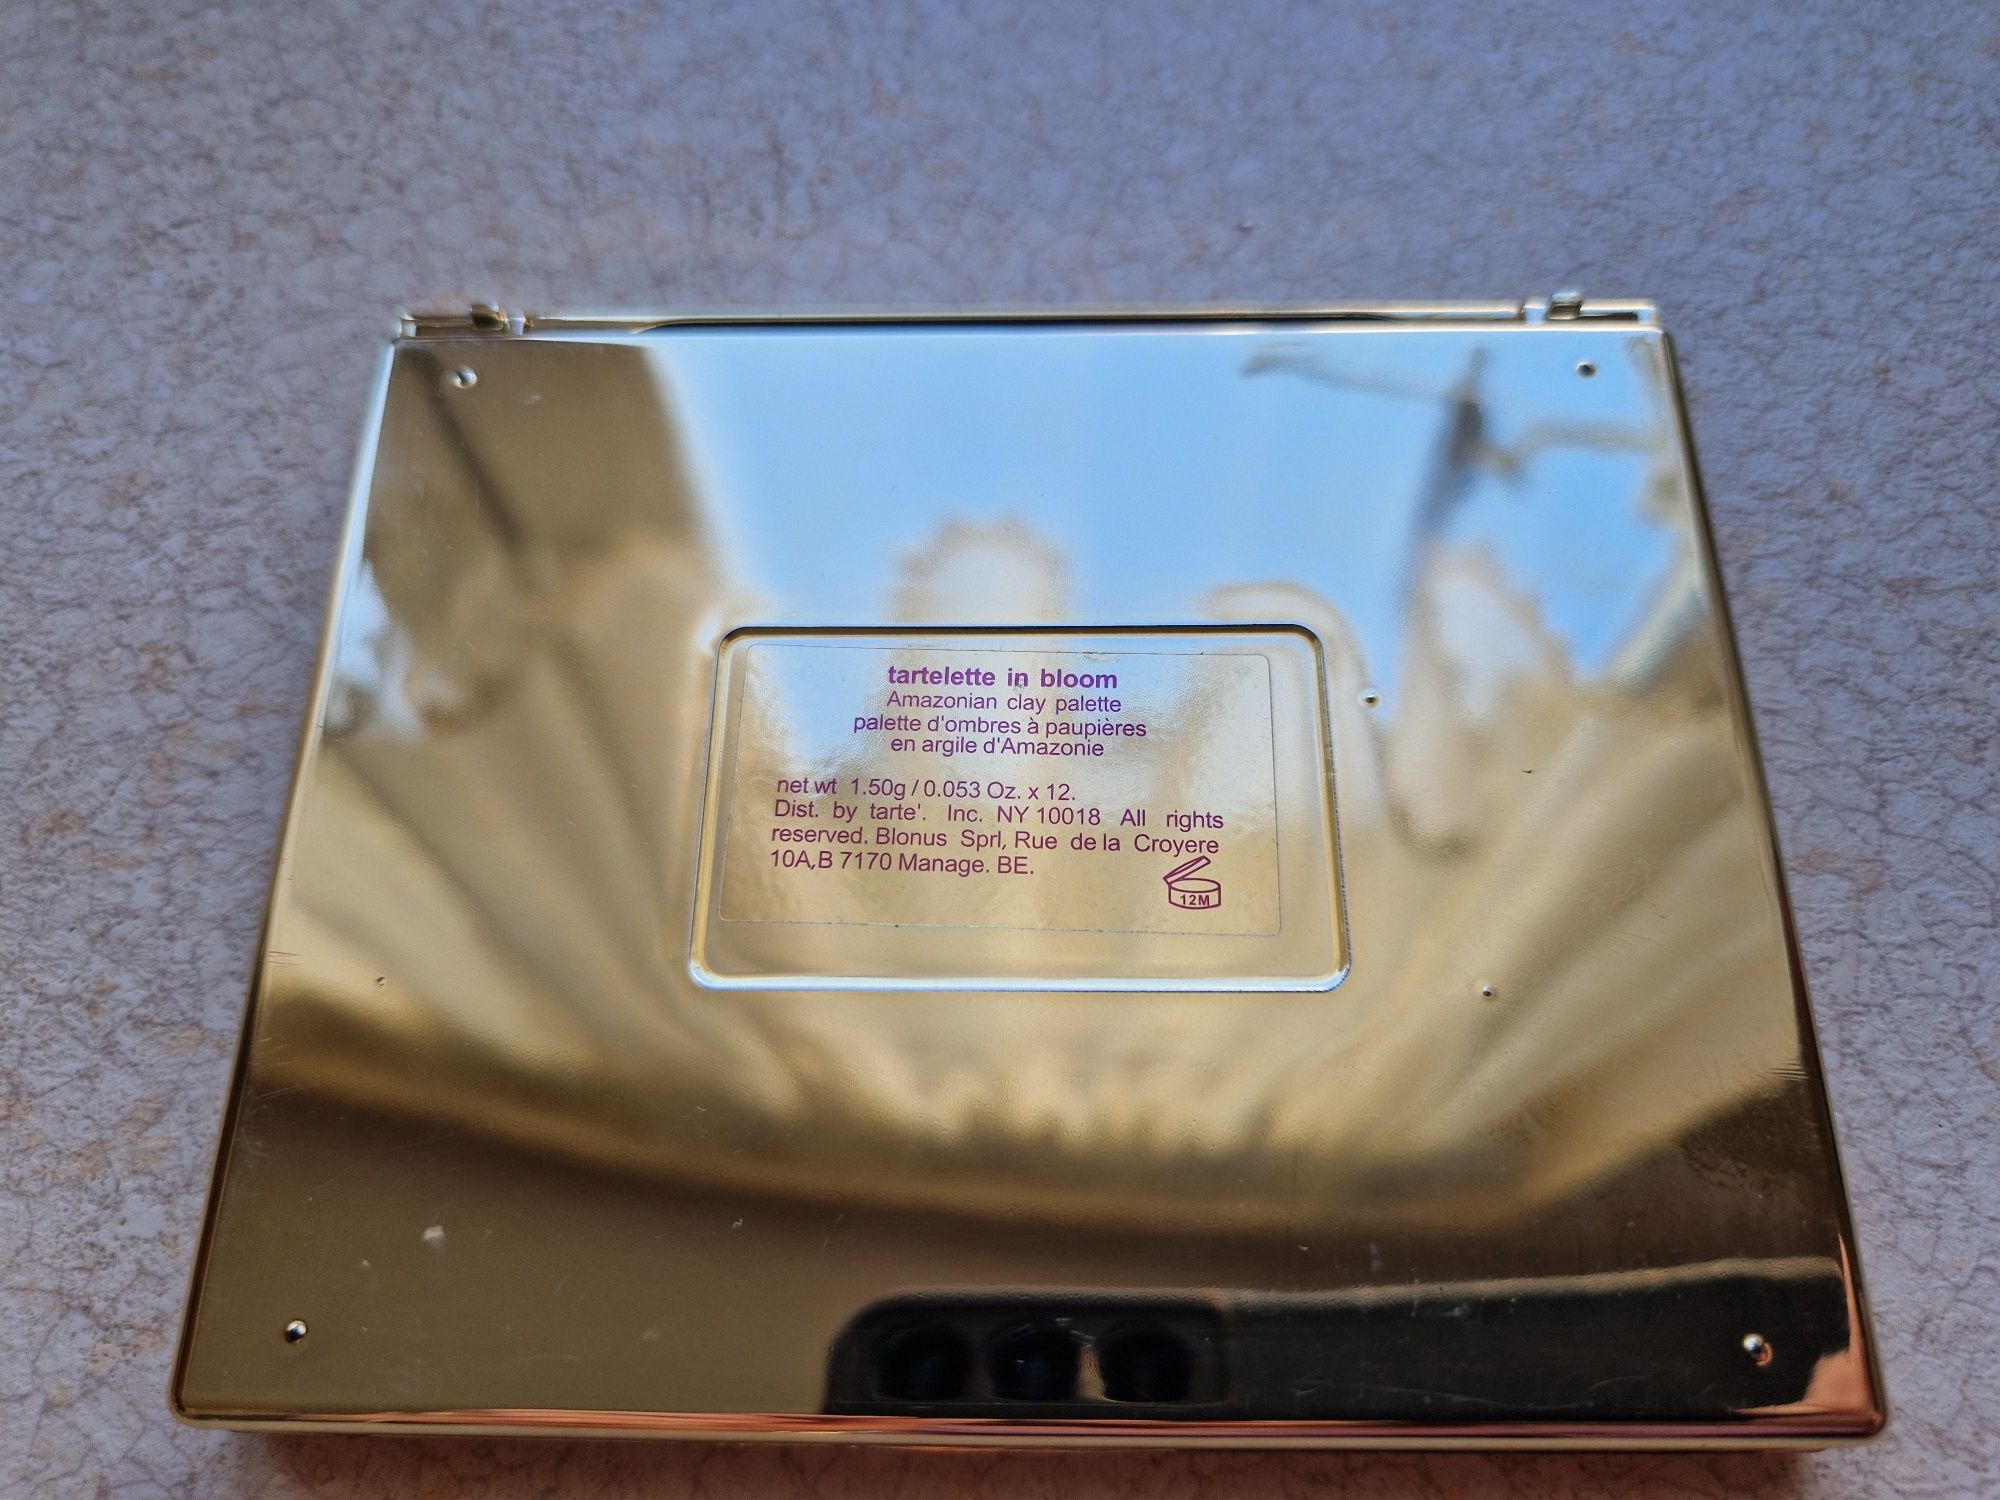 tartelette in bloom
Amazonian clay palette
palette d'ombres à paupières
en argile d'Amazonie
net wt 1.50g / 0.053 Oz. x 12.
Dist. by tarte'. Inc. NY 10018 All rights
reserved. Blonus Sprl, Rue de la Croyere
10A,B 7170 Manage. BE.
12M